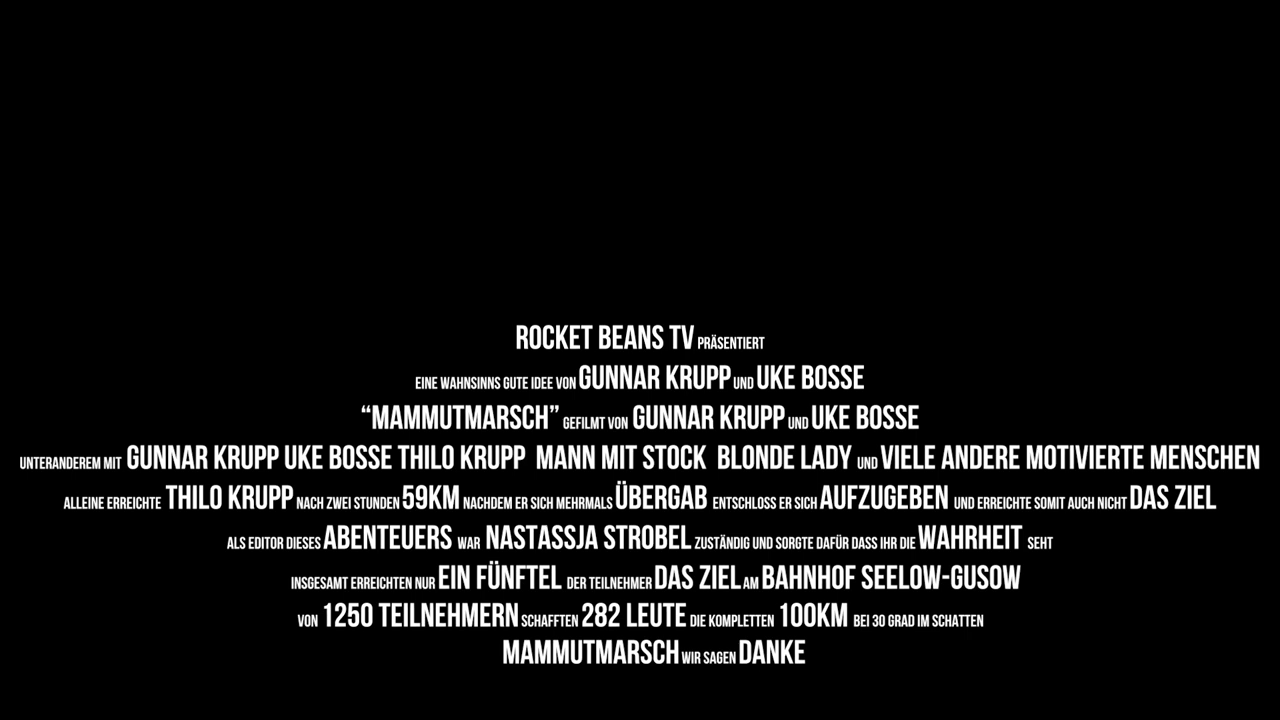 ROCKET BEANS TV PRÄSENTIERT
EINE WAHNSINNS GUTE IDEE VON GUNNAR KRUPP UND UKE BOSSE
“MAMMUTMARSCH” GEFILMT VON GUNNAR KRUPP UND UKE BOSSE
UNTERANDEREM MIT GUNNAR KRUPP UKE BOSSE THILO KRUPP MANN MIT STOCK BLONDE LADY UND VIELE ANDERE MOTIVIERTE MENSCHEN
ALLEINE ERREICHTE THILO KRUPP NACH ZWEI STUNDEN 59KM NACHDEM ER SICH MEHRMALS ÜBERGAB ENTSCHLOSS ER SICH AUFZUGEBEN UND ERREICHTE SOMIT AUCH NICHT DAS ZIEL
ALS EDITOR DIESES ABENTEUERS WAR NASTASSJA STROBEL ZUSTÄNDIG UND SORGTE DAFÜR DASS IHR DIE WAHRHEIT SEHT
INSGESAMT ERREICHTEN NUR EIN FÜNFTEL DER TEILNEHMER DAS ZIEL AM BAHNHOF SEELOW-GUSOW
VON 1250 TEILNEHMERN SCHAFFTEN 282 LEUTE DIE KOMPLETTEN 100KM BEI 30 GRAD IM SCHATTEN
MAMMUTMARSCH WIR SAGEN DANKE